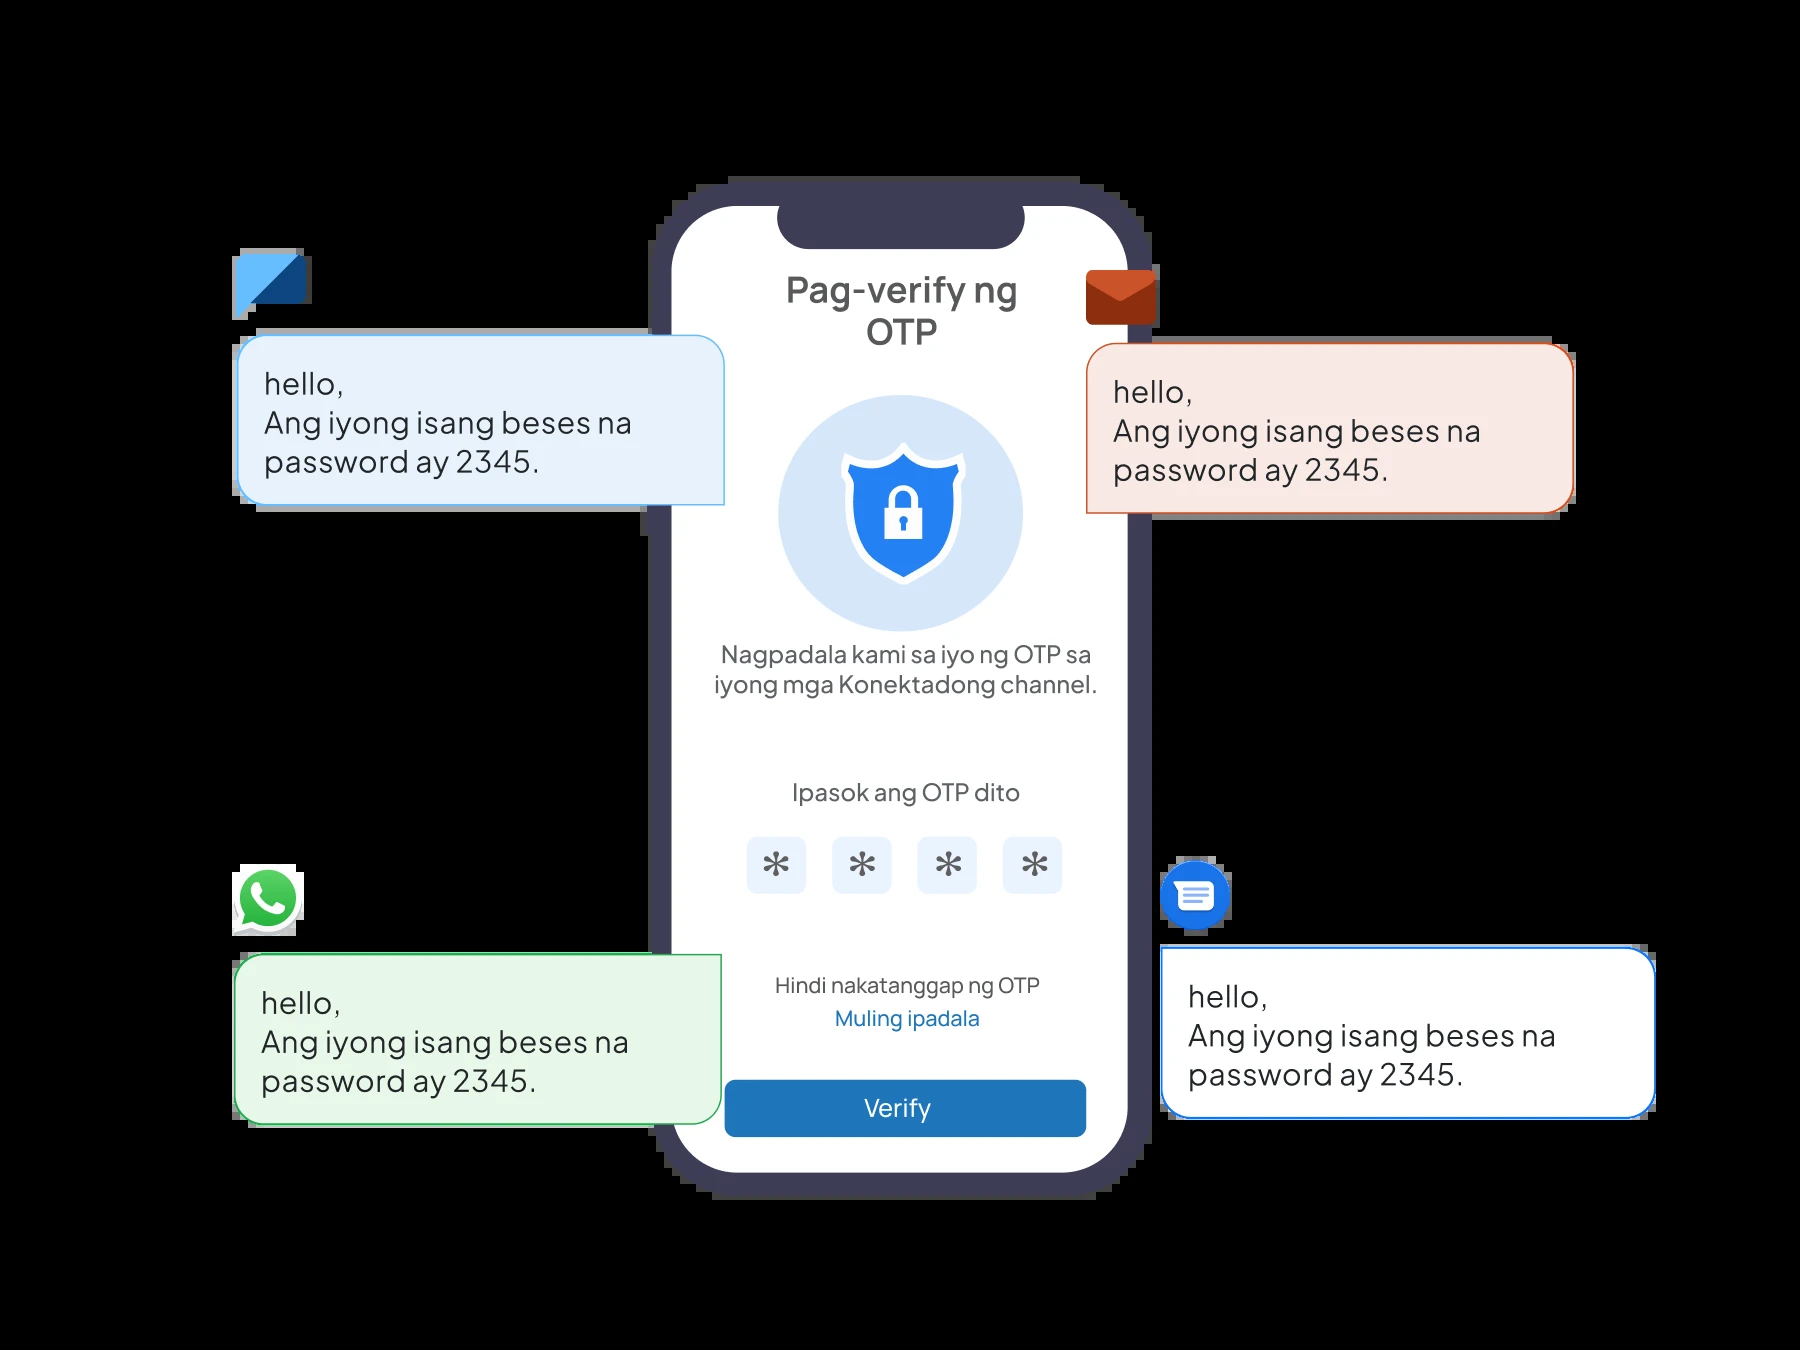 Pag-verify ng
OTP
hello,
Ang iyong isang beses na
password ay 2345.
hello,
Ang iyong isang beses na
password ay 2345.
Nagpadala kami sa iyo ng OTP sa
iyong mga Konektadong channel.
Ipasok ang OTP dito
* * * *
hello,
Ang iyong isang beses na
password ay 2345.
hello,
Ang iyong isang beses na
password ay 2345.
Hindi nakatanggap ng OTP
Muling ipadala
Verify